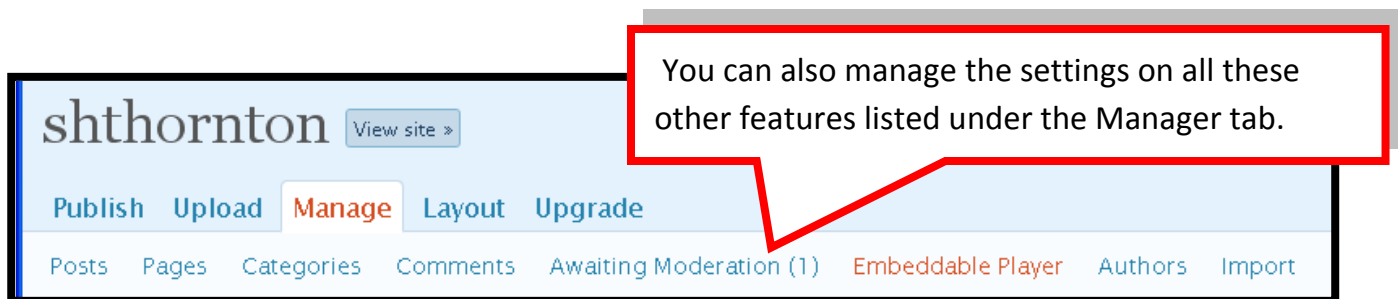 You can also manage the settings on all these
other features listed under the Manager tab.
shthornton View site »
Publish Upload Manage Layout Upgrade
Posts Pages Categories Comments Awaiting Moderation (1) Embeddable Player Authors Import